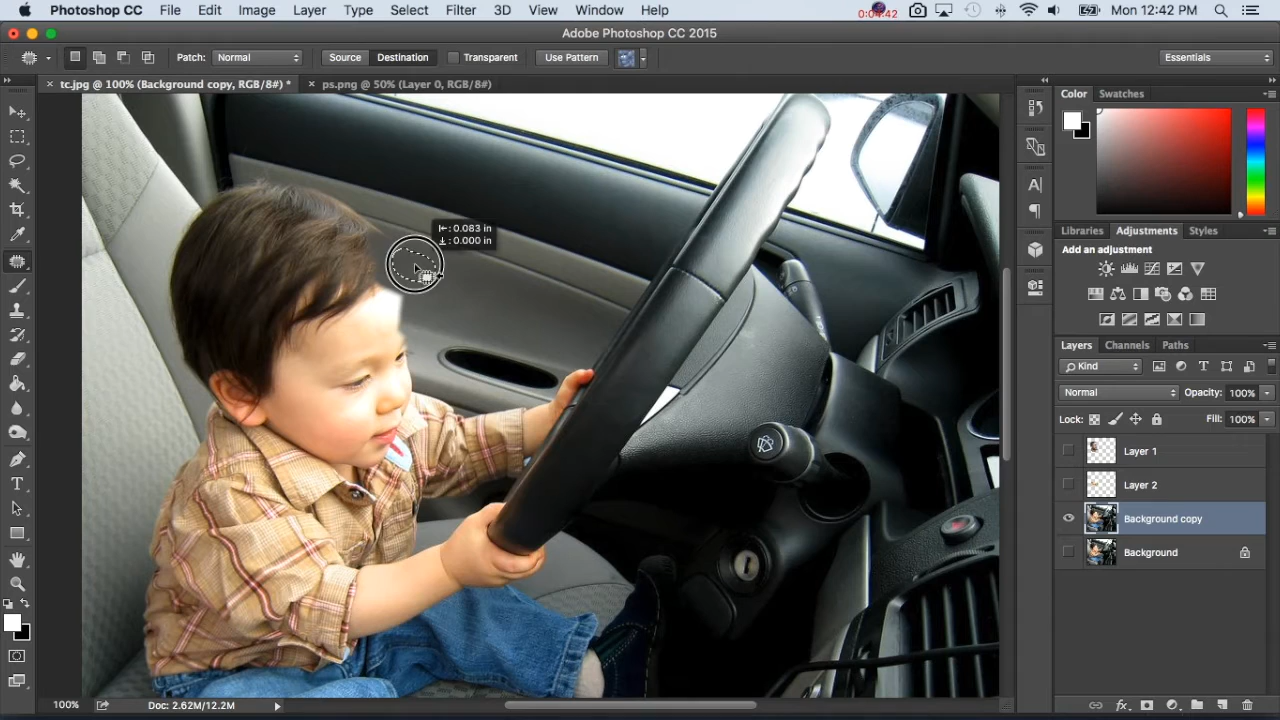 Photoshop CC File Edit Image Layer Type Select Filter 3D View Window Help 0:04:42 Mon 12:42 PM
Adobe Photoshop CC 2015
Patch: Normal Source Destination Transparent Use Pattern Essentials
tc.jpg @ 100% (Background copy, RGB/8#) * ps.png @ 50% (Layer 0, RGB/8#)
Color Swatches
0.083 in
0.000 in
Libraries Adjustments Styles
Add an adjustment
Layers Channels Paths
Kind
Normal Opacity: 100%
Lock: Fill: 100%
Layer 1
Layer 2
Background copy
Background
100% Doc: 2.62M/12.2M